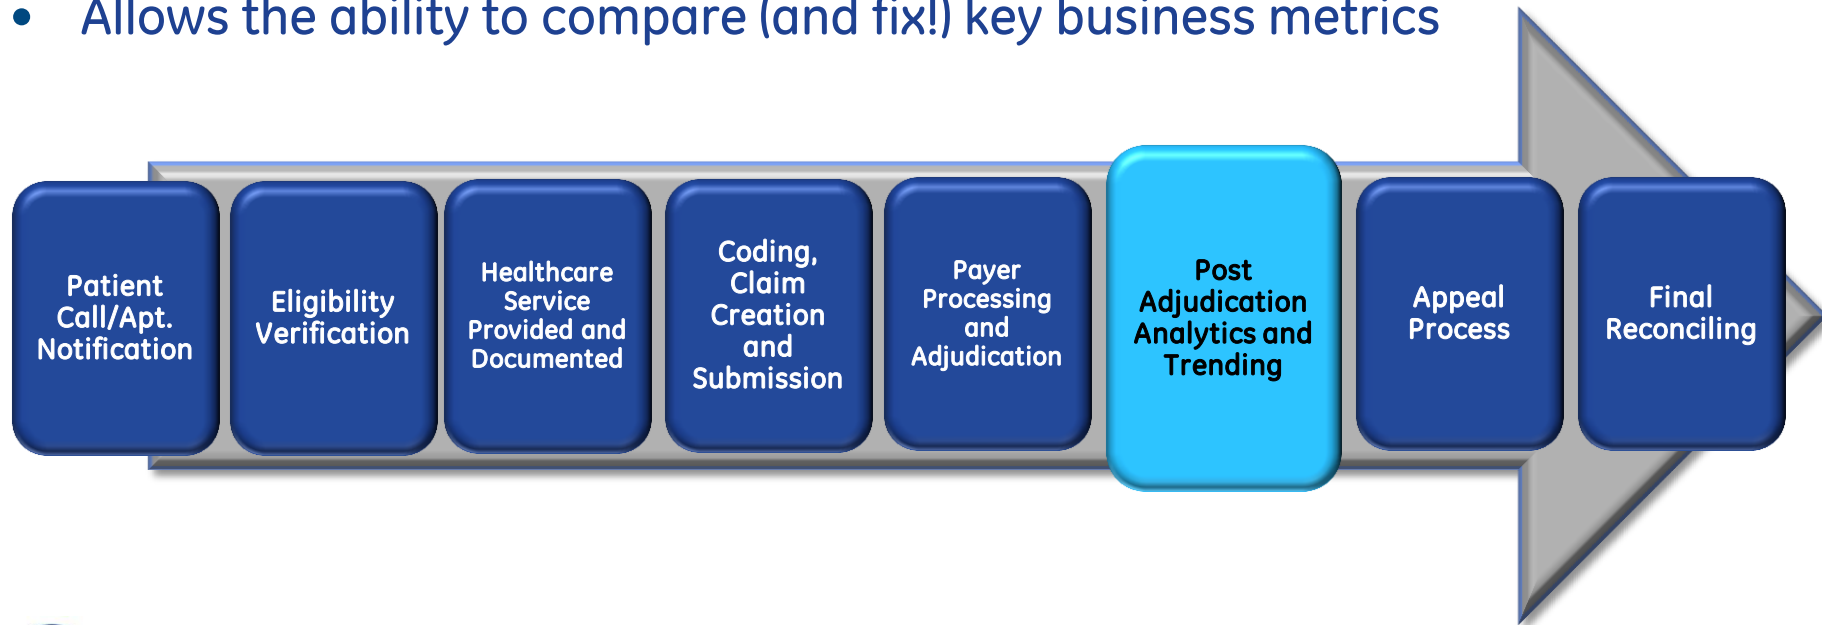 • Allows the ability to compare (and fix!) key business metrics
Patient
Call/Apt.
Notification
Eligibility
Verification
Healthcare
Service
Provided and
Documented
Coding,
Claim
Creation
and
Submission
Payer
Processing
and
Adjudication
Post
Adjudication
Analytics and
Trending
Appeal
Process
Final
Reconciling